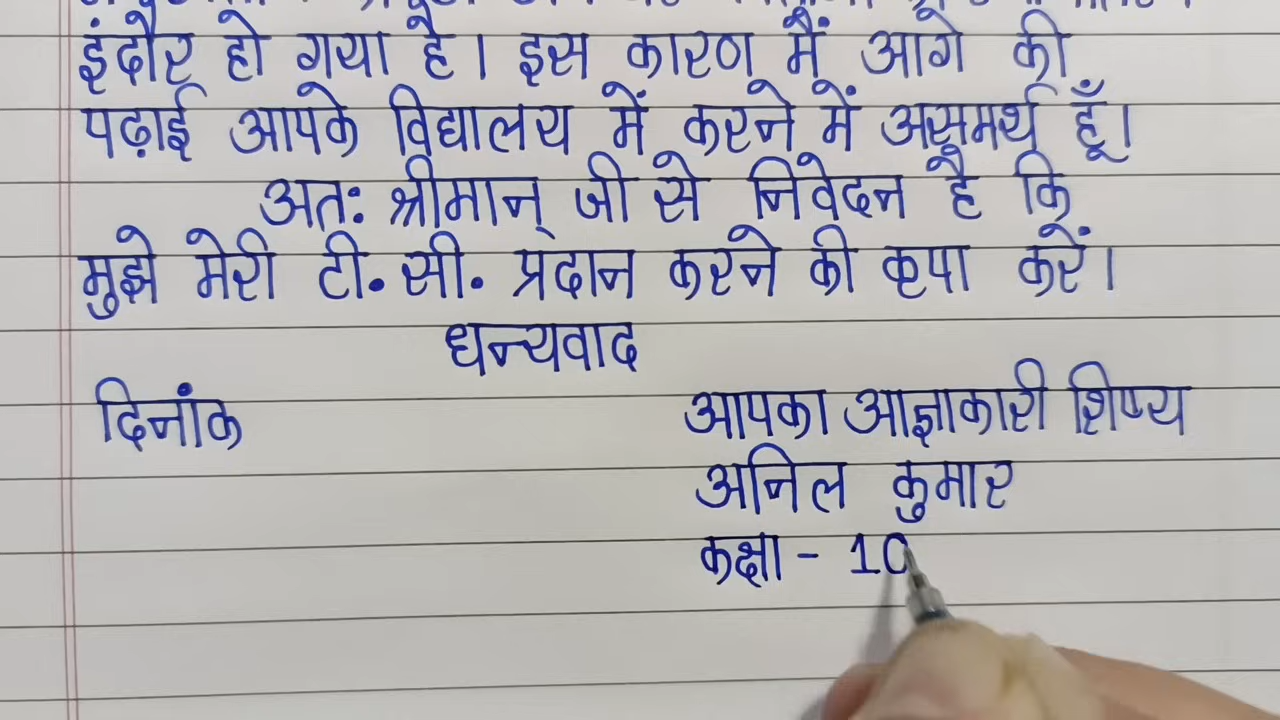 इंदौर हो गया है। इस कारण मैं आगे की
पढ़ाई आपके विद्यालय में करने में असमर्थ हूँ।
अतः श्रीमान् जी से निवेदन है कि
मुझे मेरी टी.सी. प्रदान करने की कृपा करें।
धन्यवाद
दिनांक आपका आज्ञाकारी शिष्य
अनिल कुमार
कक्षा - 10